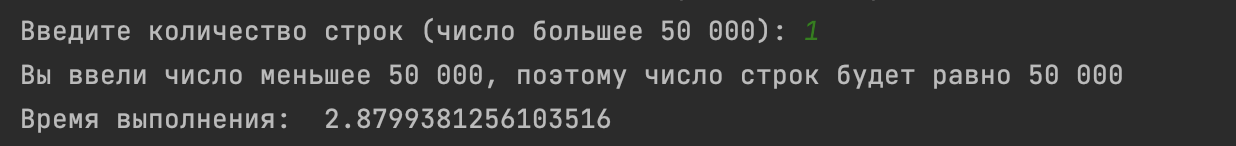 Введите количество строк (число большее 50 000): 1
Вы ввели число меньшее 50 000, поэтому число строк будет равно 50 000
Время выполнения:  2.8799381256103516